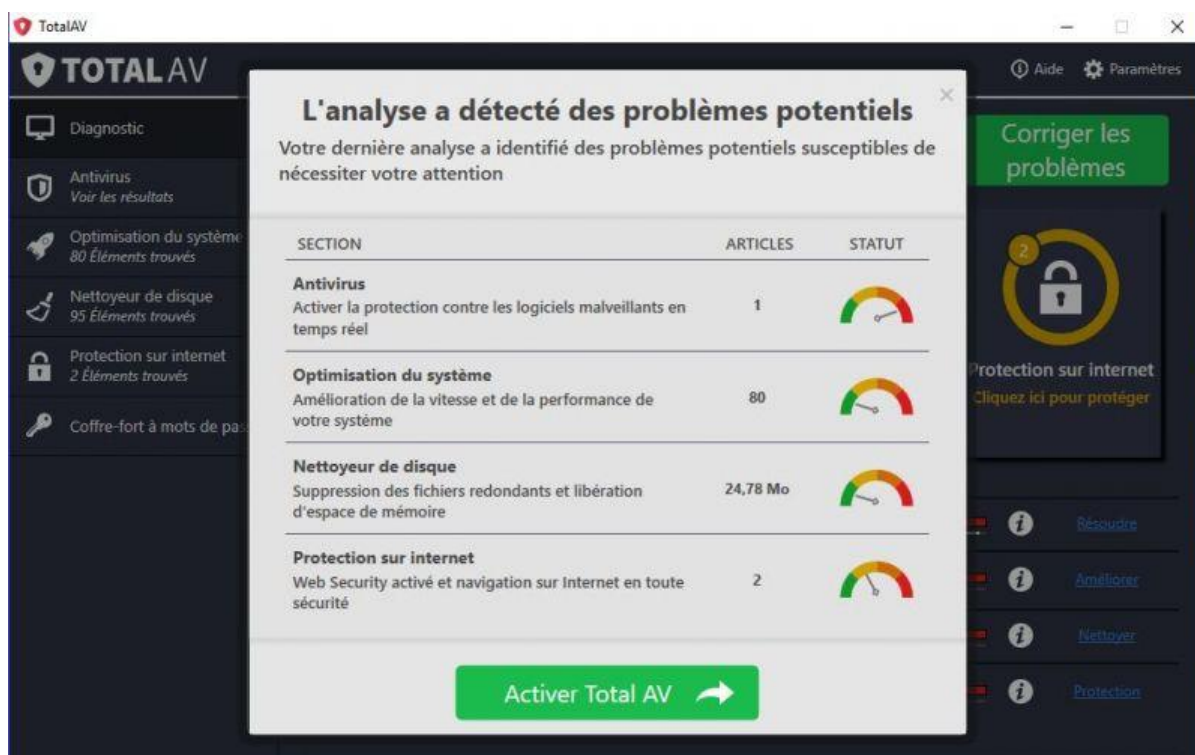 TotalAV
TOTALAV
Aide
Paramètres
Diagnostic
Antivirus
Voir les résultats
Optimisation du système
80 Éléments trouvés
Nettoyeur de disque
95 Éléments trouvés
Protection sur internet
2 Éléments trouvés
Coffre-fort à mots de pas
L'analyse a détecté des problèmes potentiels
Votre dernière analyse a identifié des problèmes potentiels susceptibles de
nécessiter votre attention
SECTION ARTICLES STATUT
Antivirus
Activer la protection contre les logiciels malveillants en
temps réel
1
Optimisation du système
Amélioration de la vitesse et de la performance de
votre système
80
Nettoyeur de disque
Suppression des fichiers redondants et libération
d'espace de mémoire
24,78 Mo
Protection sur internet
Web Security activé et navigation sur Internet en toute
sécurité
2
Activer Total AV
Corriger les
problèmes
2
Protection sur internet
Cliquez ici pour protéger
Résoudre
Améliorer
Nettoyer
Protection